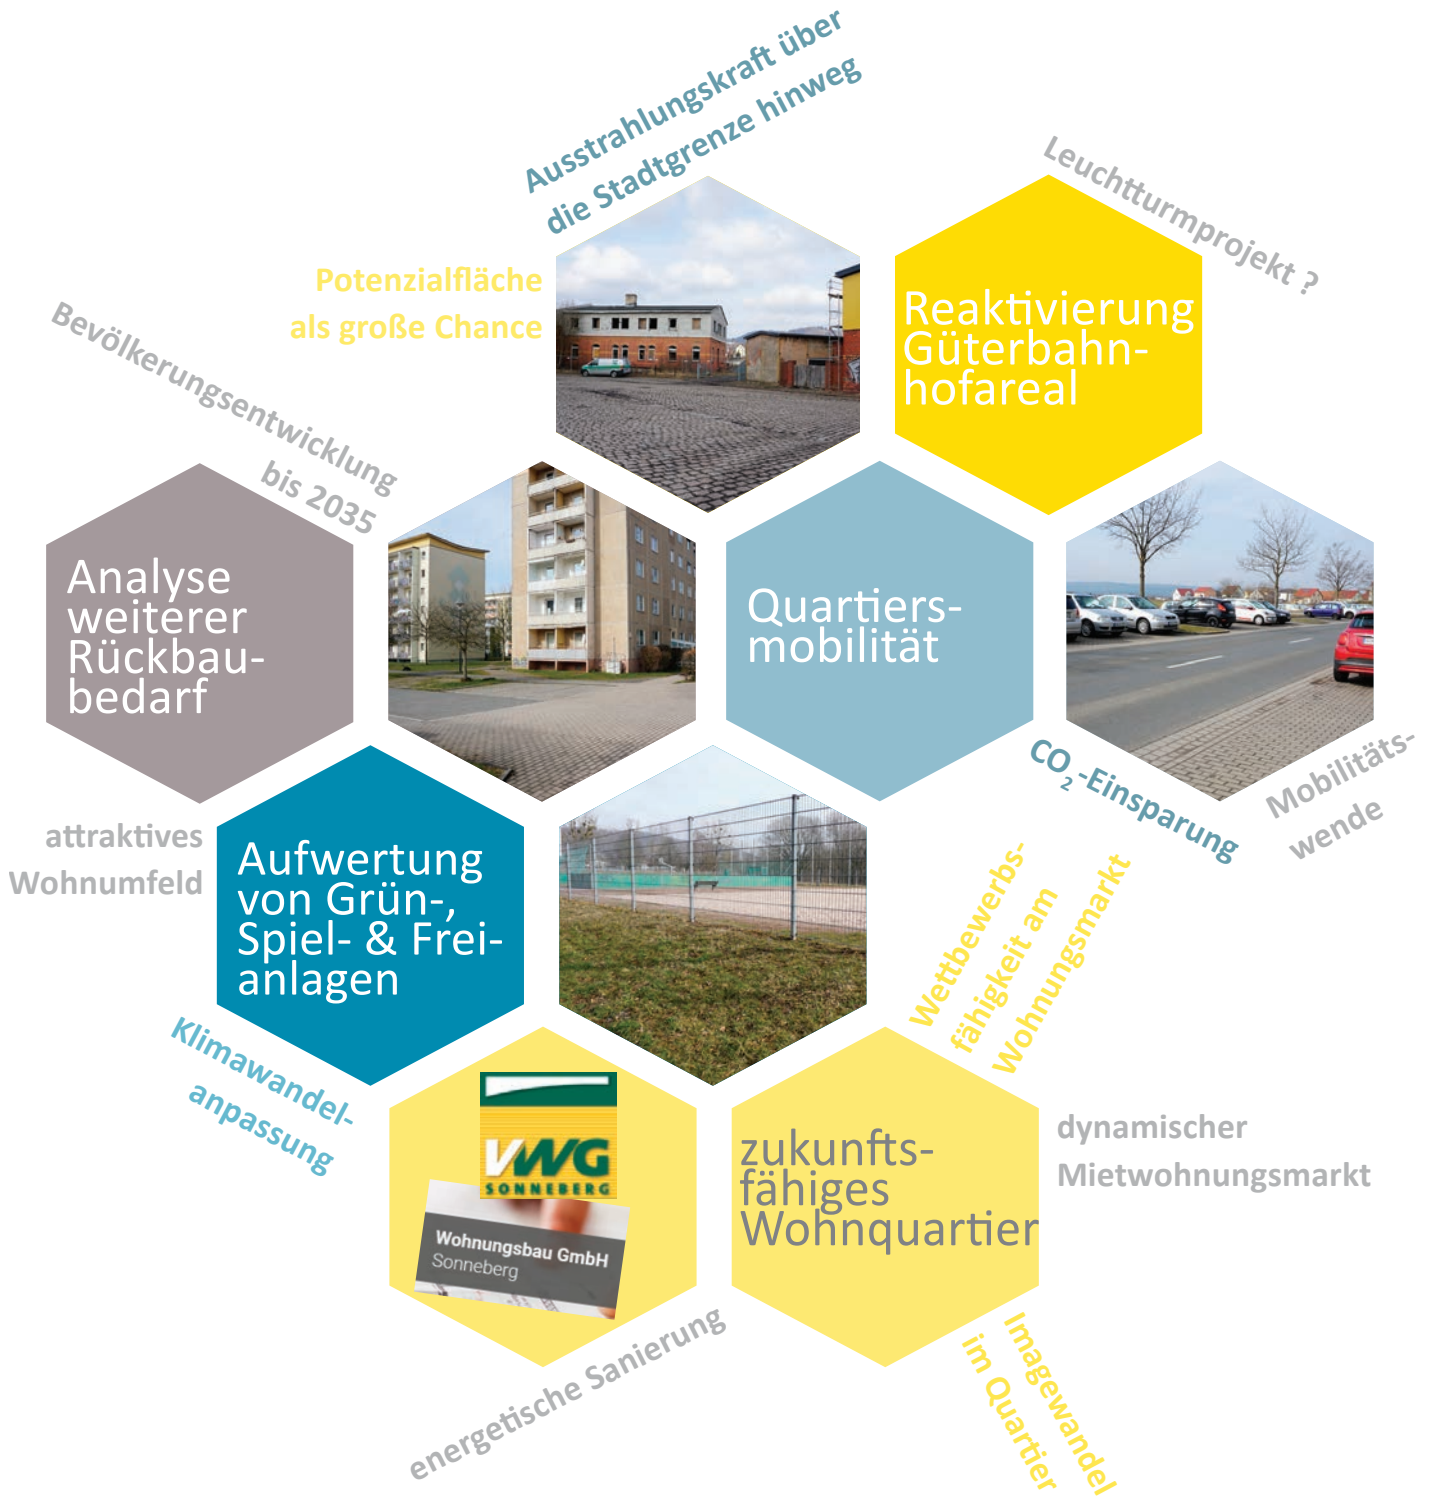 Ausstrahlungskraft über
die Stadtgrenze hinweg
Leuchtturmprojekt ?
Potenzialfläche
als große Chance
Reaktivierung
Güterbahn-
hofareal
Bevölkerungsentwicklung
bis 2035
Analyse
weiterer
Rückbau-
bedarf
Quartiers-
mobilität
CO₂-Einsparung
Mobilitäts-
wende
attraktives
Wohnumfeld
Aufwertung
von Grün-,
Spiel- & Frei-
anlagen
Wettbewerbs-
fähigkeit am
Wohnungsmarkt
Klimawandel-
anpassung
VWG
SONNEBERG
Wohnungsbau GmbH
Sonneberg
zukunfts-
fähiges
Wohnquartier
dynamischer
Mietwohnungsmarkt
energetische Sanierung
Imagewandel
im Quartier